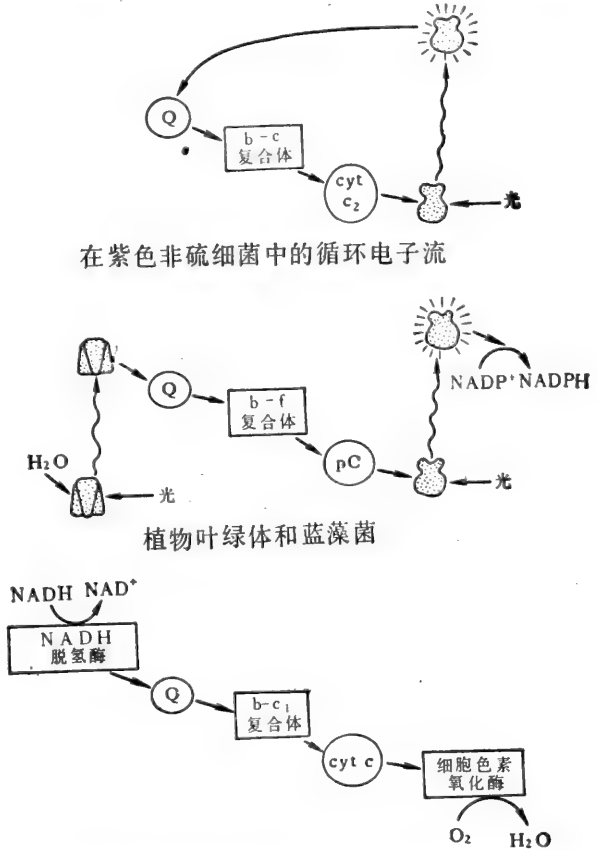 Q
b-c
复合体
cyt
c₂
光
在紫色非硫细菌中的循环电子流
Q
b-f
复合体
pC
NADP⁺ NADPH
H₂O
光
光
植物叶绿体和蓝藻菌
NADH NAD⁺
NADH
脱氢酶
Q
b-c₁
复合体
cyt c
细胞色素
氧化酶
O₂
H₂O